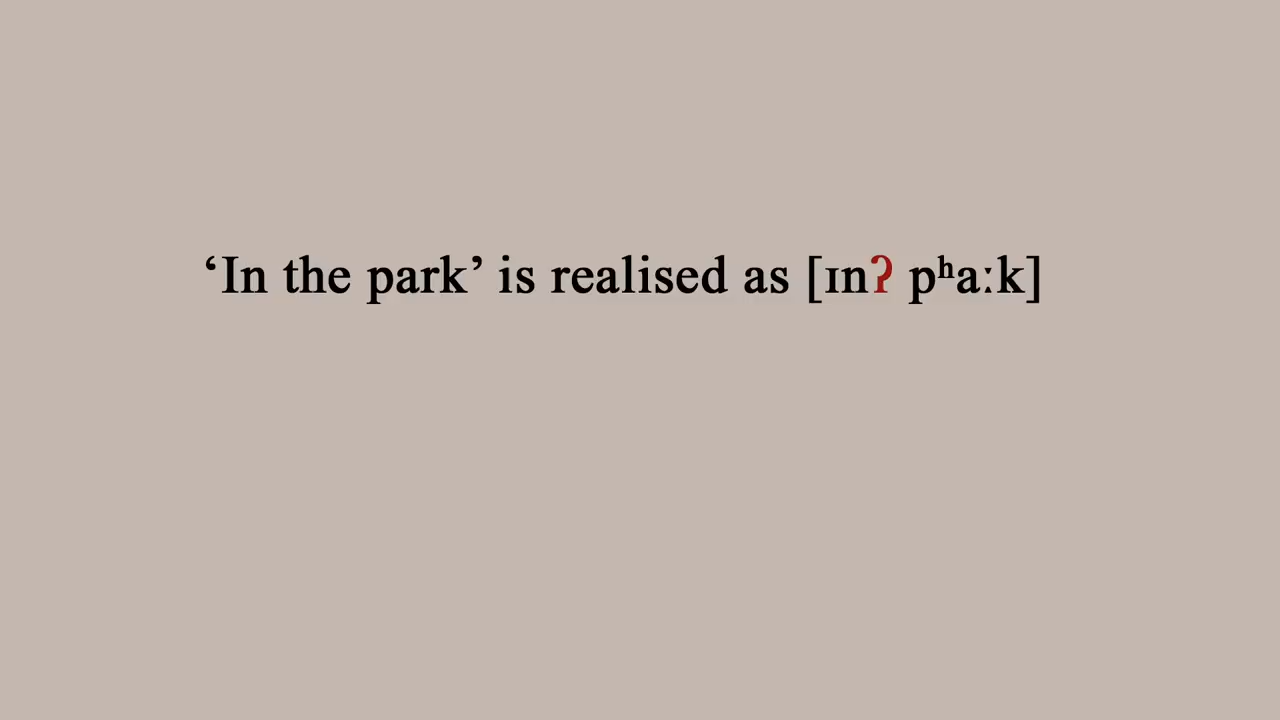 ‘In the park’ is realised as [ɪnʔ pʰaːk]